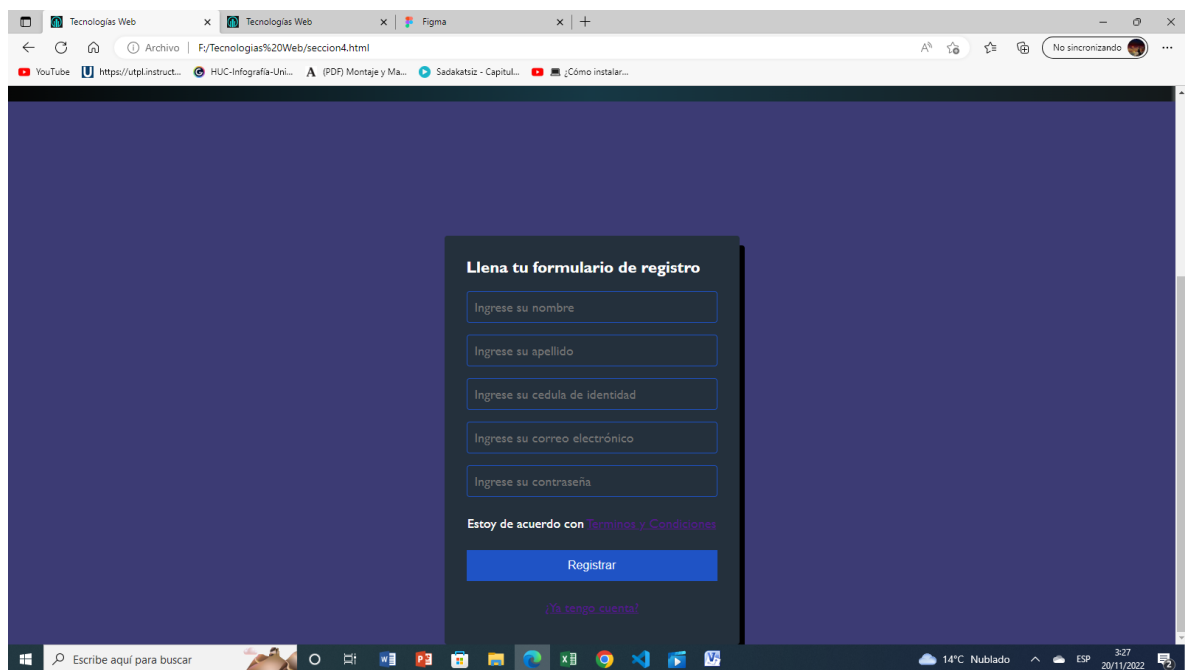 Tecnologías Web
Tecnologías Web
Figma
Archivo
F:/Tecnologias%20Web/seccion4.html
No sincronizando
YouTube
https://utpl.instruct...
HUC-Infografía-Uni...
(PDF) Montaje y Ma...
Sadakatsiz - Capitul...
¿Cómo instalar...
Llena tu formulario de registro
Ingrese su nombre
Ingrese su apellido
Ingrese su cedula de identidad
Ingrese su correo electrónico
Ingrese su contraseña
Estoy de acuerdo con Terminos y Condiciones
Registrar
¡Ya tengo cuenta!
Escribe aquí para buscar
14°C Nublado
ESP
3:27
20/11/2022